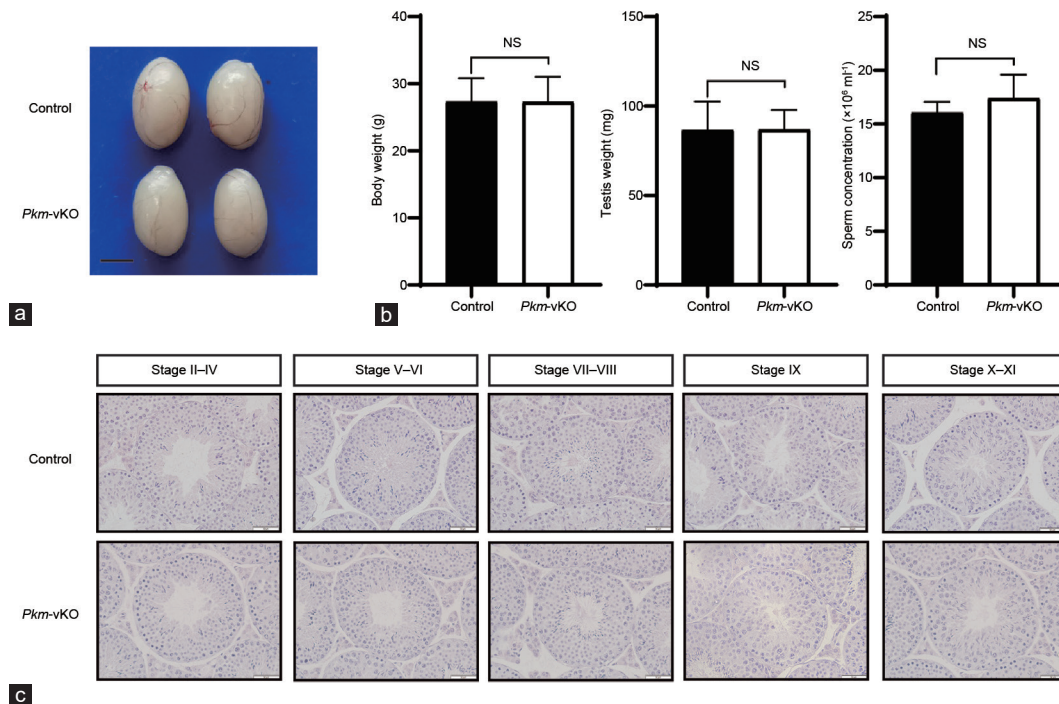 Control
Pkm-vKO
a
40
30
20
10
0
Body weight (g)
NS
Control
Pkm-vKO
150
100
50
0
Testis weight (mg)
NS
Control
Pkm-vKO
25
20
15
10
5
0
Sperm concentration (×10⁶ ml⁻¹)
NS
Control
Pkm-vKO
b
Stage II–IV
Stage V–VI
Stage VII–VIII
Stage IX
Stage X–XI
Control
Pkm-vKO
c